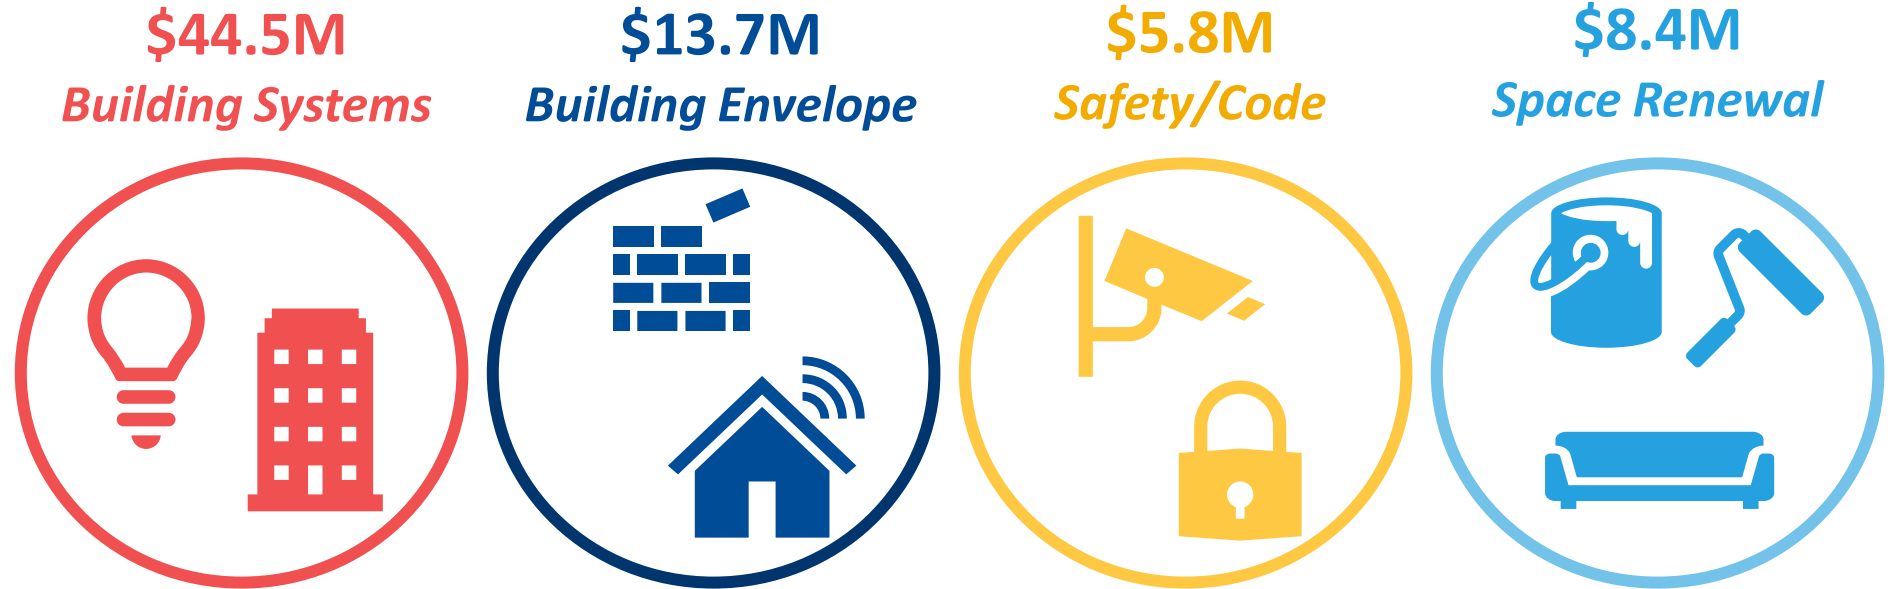 $44.5M
Building Systems
$13.7M
Building Envelope
$5.8M
Safety/Code
$8.4M
Space Renewal